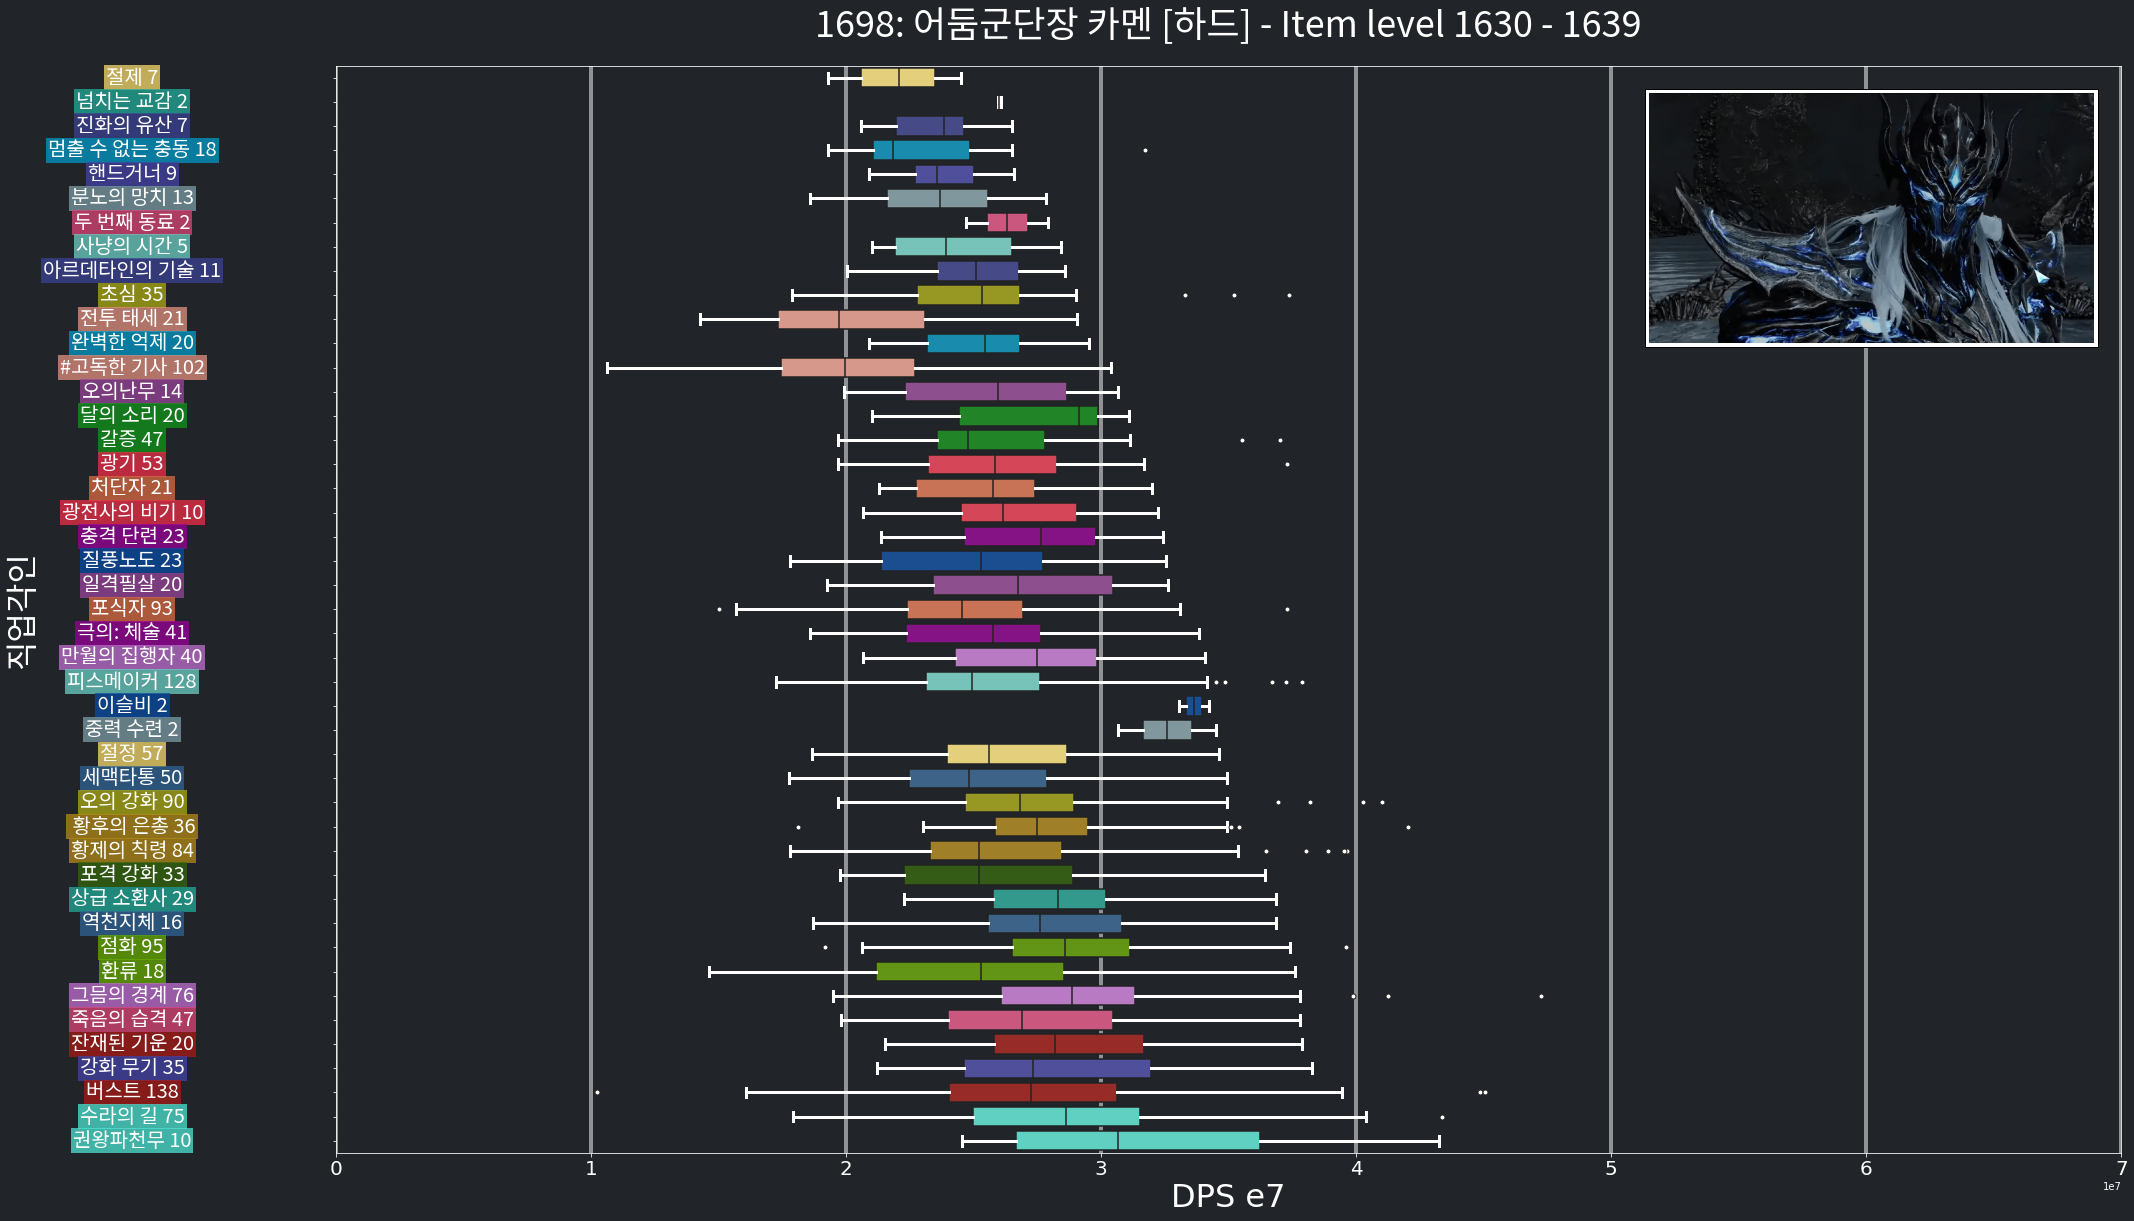 1698: 어둠군단장 카멘 [하드] - Item level 1630 - 1639
직업각인
절제 7
넘치는 교감 2
진화의 유산 7
멈출 수 없는 충동 18
핸드거너 9
분노의 망치 13
두 번째 동료 2
사냥의 시간 5
아르데타인의 기술 11
초심 35
전투 태세 21
완벽한 억제 20
#고독한 기사 102
오의난무 14
달의 소리 20
갈증 47
광기 53
처단자 21
광전사의 비기 10
충격 단련 23
질풍노도 23
일격필살 20
포식자 93
극의: 체술 41
만월의 집행자 40
피스메이커 128
이슬비 2
중력 수련 2
절정 57
세맥타통 50
오의 강화 90
황후의 은총 36
황제의 칙령 84
포격 강화 33
상급 소환사 29
역천지체 16
점화 95
환류 18
그믐의 경계 76
죽음의 습격 47
잔재된 기운 20
강화 무기 35
버스트 138
수라의 길 75
권왕파천무 10
0 1 2 3 4 5 6 7
1e7
DPS e7